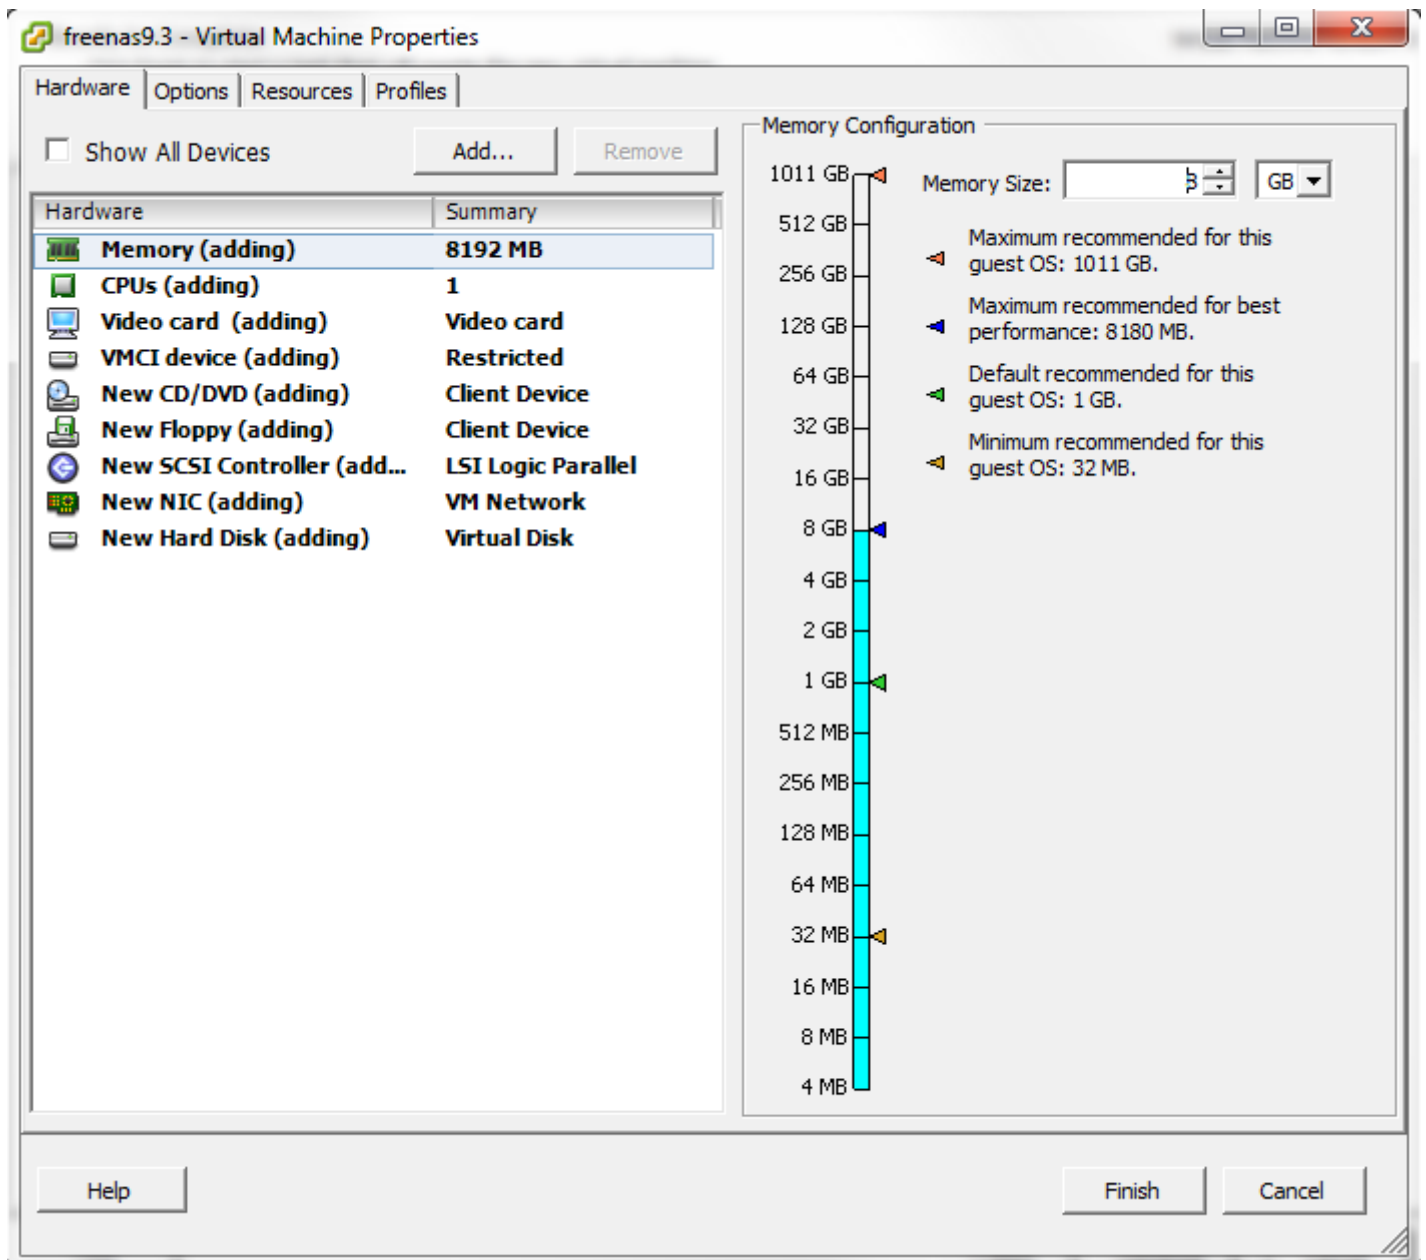 freenas9.3 - Virtual Machine Properties
Hardware Options Resources Profiles
Show All Devices Add... Remove
Hardware Summary
Memory (adding) 8192 MB
CPUs (adding) 1
Video card (adding) Video card
VMCI device (adding) Restricted
New CD/DVD (adding) Client Device
New Floppy (adding) Client Device
New SCSI Controller (add... LSI Logic Parallel
New NIC (adding) VM Network
New Hard Disk (adding) Virtual Disk
Memory Configuration
1011 GB
512 GB
256 GB
128 GB
64 GB
32 GB
16 GB
8 GB
4 GB
2 GB
1 GB
512 MB
256 MB
128 MB
64 MB
32 MB
16 MB
8 MB
4 MB
Memory Size: 8 GB
Maximum recommended for this
guest OS: 1011 GB.
Maximum recommended for best
performance: 8180 MB.
Default recommended for this
guest OS: 1 GB.
Minimum recommended for this
guest OS: 32 MB.
Help Finish Cancel